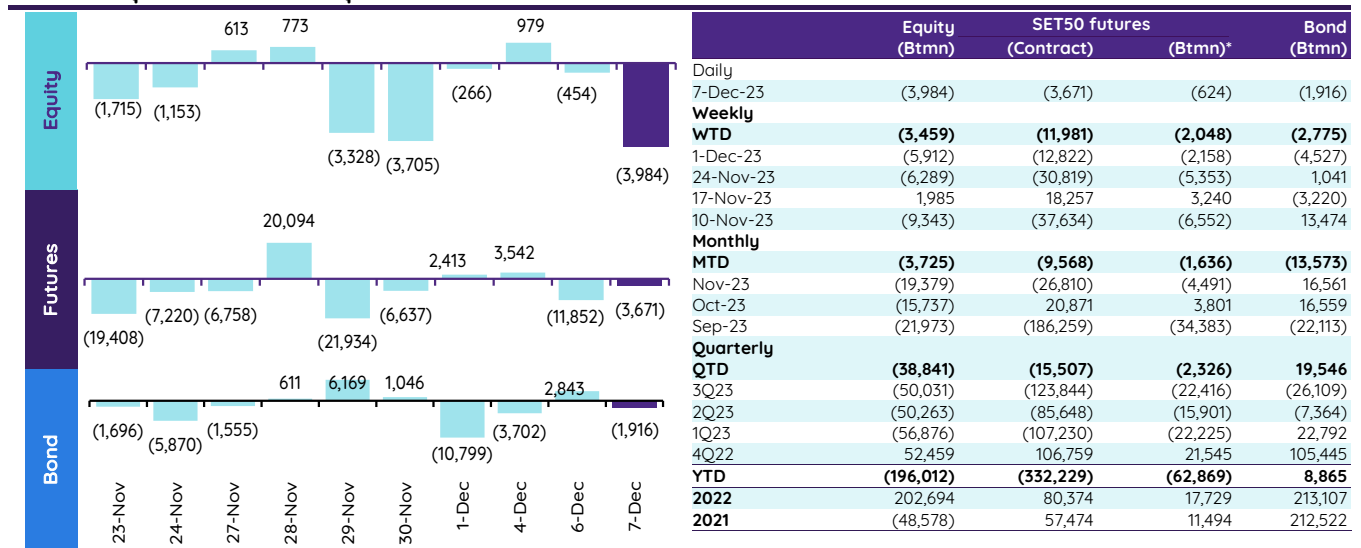 Equity
613
773
979
(1,715)
(1,153)
(3,328)
(3,705)
(266)
(454)
(3,984)
Futures
20,094
2,413
3,542
(19,408)
(7,220)
(6,758)
(21,934)
(6,637)
(11,852)
(3,671)
Bond
611
6,169
1,046
2,843
(1,696)
(5,870)
(1,555)
(10,799)
(3,702)
(1,916)
23-Nov
24-Nov
27-Nov
28-Nov
29-Nov
30-Nov
1-Dec
4-Dec
6-Dec
7-Dec
Equity SET50 futures Bond
(Btmn) (Contract) (Btmn)* (Btmn)
Daily
7-Dec-23 (3,984) (3,671) (624) (1,916)
Weekly
WTD (3,459) (11,981) (2,048) (2,775)
1-Dec-23 (5,912) (12,822) (2,158) (4,527)
24-Nov-23 (6,289) (30,819) (5,353) 1,041
17-Nov-23 1,985 18,257 3,240 (3,220)
10-Nov-23 (9,343) (37,634) (6,552) 13,474
Monthly
MTD (3,725) (9,568) (1,636) (13,573)
Nov-23 (19,379) (26,810) (4,491) 16,561
Oct-23 (15,737) 20,871 3,801 16,559
Sep-23 (21,973) (186,259) (34,383) (22,113)
Quarterly
QTD (38,841) (15,507) (2,326) 19,546
3Q23 (50,031) (123,844) (22,416) (26,109)
2Q23 (50,263) (85,648) (15,901) (7,364)
1Q23 (56,876) (107,230) (22,225) 22,792
4Q22 52,459 106,759 21,545 105,445
YTD (196,012) (332,229) (62,869) 8,865
2022 202,694 80,374 17,729 213,107
2021 (48,578) 57,474 11,494 212,522